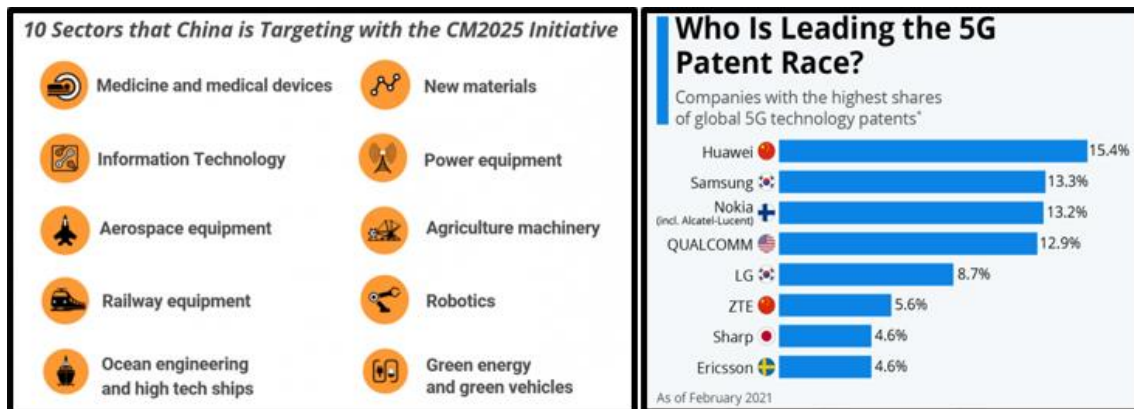 10 Sectors that China is Targeting with the CM2025 Initiative
Medicine and medical devices
New materials
Information Technology
Power equipment
Aerospace equipment
Agriculture machinery
Railway equipment
Robotics
Ocean engineering
and high tech ships
Green energy
and green vehicles
Who Is Leading the 5G
Patent Race?
Companies with the highest shares
of global 5G technology patents*
Huawei 15.4%
Samsung 13.3%
Nokia 13.2%
(incl. Alcatel-Lucent)
QUALCOMM 12.9%
LG 8.7%
ZTE 5.6%
Sharp 4.6%
Ericsson 4.6%
As of February 2021